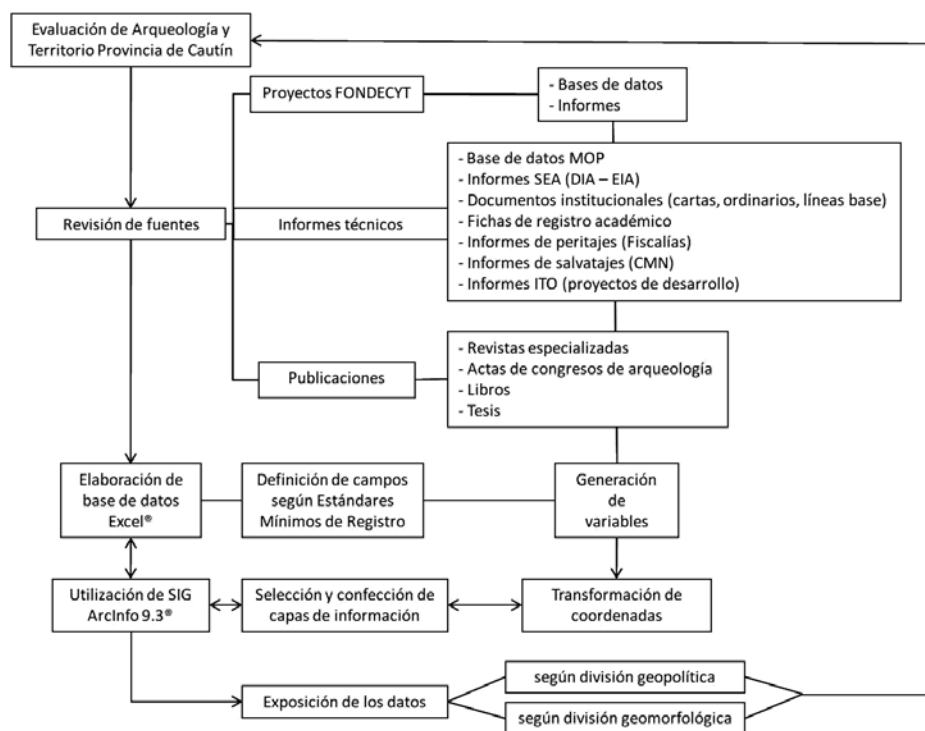 Evaluación de Arqueología y
Territorio Provincia de Cautín
Proyectos FONDECYT
- Bases de datos
- Informes
Revisión de fuentes
Informes técnicos
- Base de datos MOP
- Informes SEA (DIA – EIA)
- Documentos institucionales (cartas, ordinarios, líneas base)
- Fichas de registro académico
- Informes de peritajes (Fiscalías)
- Informes de salvatajes (CMN)
- Informes ITO (proyectos de desarrollo)
Publicaciones
- Revistas especializadas
- Actas de congresos de arqueología
- Libros
- Tesis
Elaboración de
base de datos
Excel®
Definición de campos
según Estándares
Mínimos de Registro
Generación
de
variables
Utilización de SIG
ArcInfo 9.3®
Selección y confección de
capas de información
Transformación de
coordenadas
Exposición de los datos
según división geopolítica
según división geomorfológica